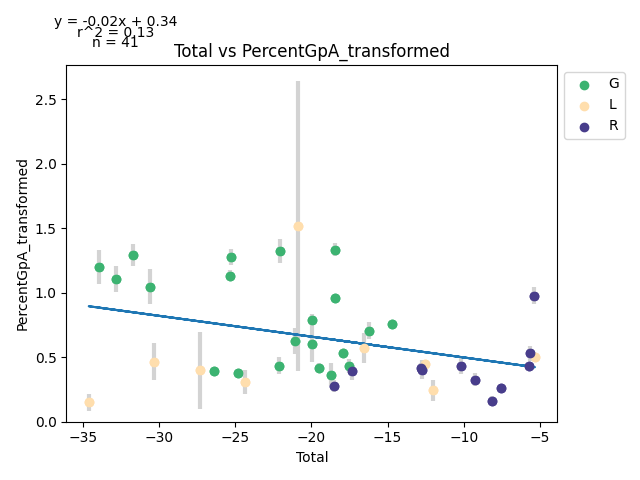 y = -0.02x + 0.34
r^2 = 0.13
n = 41
Total vs PercentGpA_transformed
G
L
R
2.5
2.0
1.5
1.0
0.5
0.0
PercentGpA_transformed
−35 −30 −25 −20 −15 −10 −5
Total